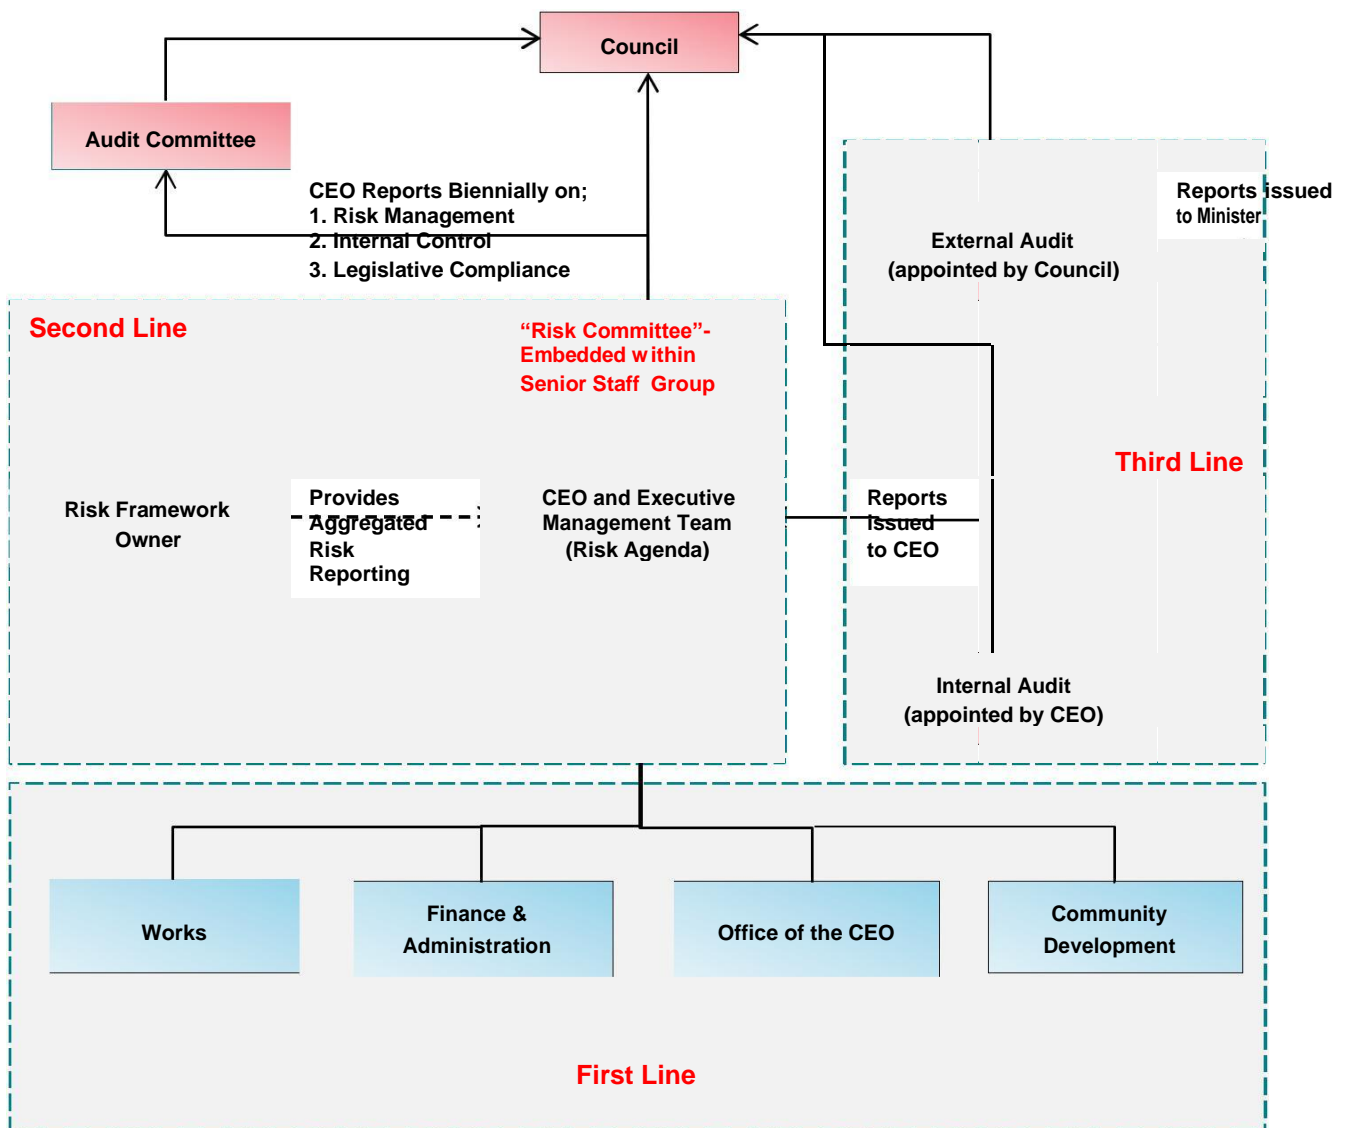 Council
Audit Committee
CEO Reports Biennially on;
1. Risk Management
2. Internal Control
3. Legislative Compliance
Reports issued
to Minister
External Audit
(appointed by Council)
Second Line
“Risk Committee”-
Embedded within
Senior Staff Group
Third Line
Risk Framework
Owner
Provides
Aggregated
Risk
Reporting
CEO and Executive
Management Team
(Risk Agenda)
Reports
issued
to CEO
Internal Audit
(appointed by CEO)
Works
Finance &
Administration
Office of the CEO
Community
Development
First Line